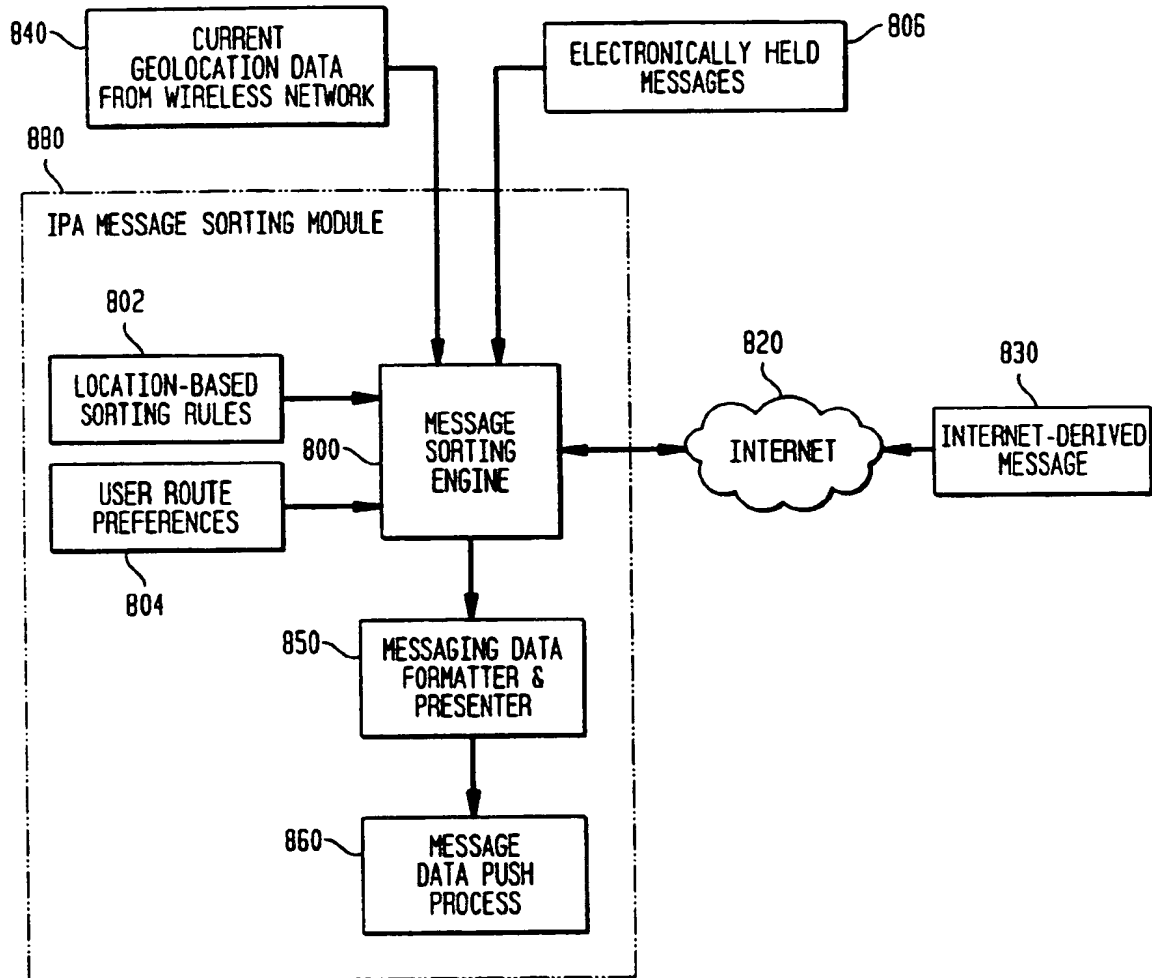 840
CURRENT
GEOLOCATION DATA
FROM WIRELESS NETWORK
ELECTRONICALLY HELD
MESSAGES
806
880
IPA MESSAGE SORTING MODULE
802
LOCATION-BASED
SORTING RULES
800
MESSAGE
SORTING
ENGINE
820
INTERNET
830
INTERNET-DERIVED
MESSAGE
USER ROUTE
PREFERENCES
804
850
MESSAGING DATA
FORMATTER &
PRESENTER
860
MESSAGE
DATA PUSH
PROCESS